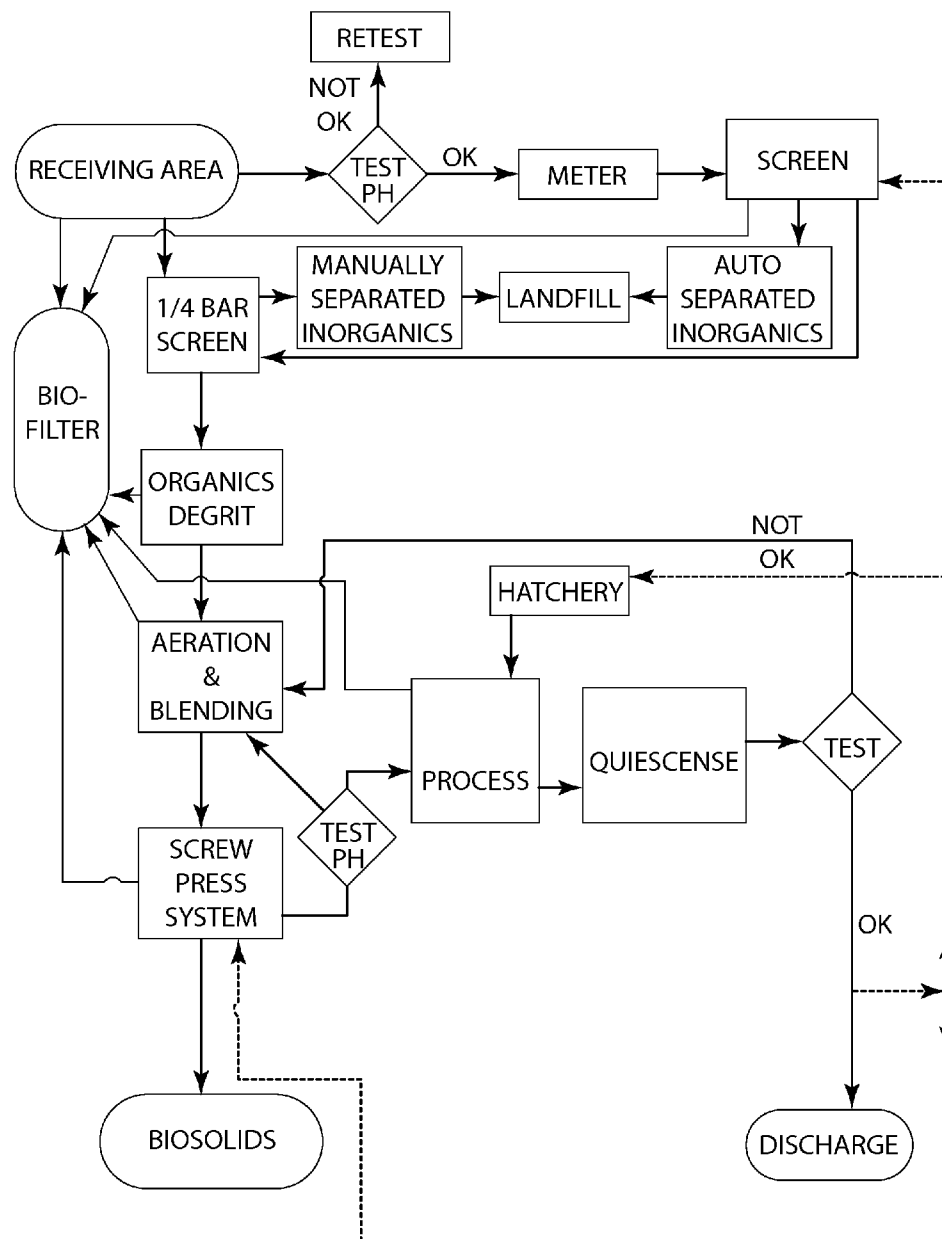 RETEST
NOT
OK
RECEIVING AREA
TEST
PH
OK
METER
SCREEN
1/4 BAR
SCREEN
MANUALLY
SEPARATED
INORGANICS
LANDFILL
AUTO
SEPARATED
INORGANICS
BIO-
FILTER
ORGANICS
DEGRIT
NOT
OK
HATCHERY
AERATION
&
BLENDING
PROCESS
QUIESCENSE
TEST
TEST
PH
SCREW
PRESS
SYSTEM
OK
BIOSOLIDS
DISCHARGE